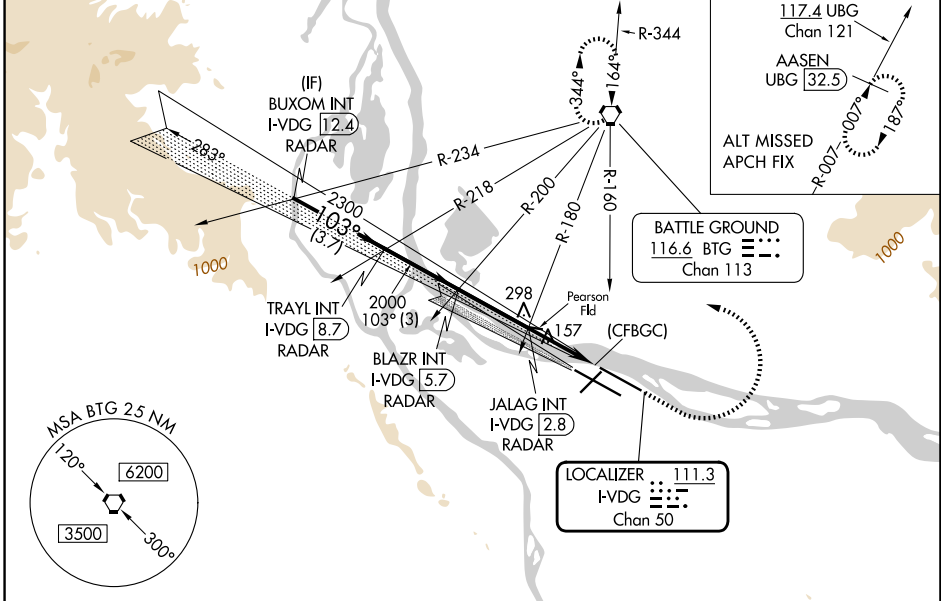 117.4 UBG
Chan 121
AASEN
UBG 32.5
007°
187°
R-007
ALT MISSED
APCH FIX
R-344
344°
164°
(IF)
BUXOM INT
I-VDG 12.4
RADAR
283°
R-234
R-218
R-200
R-180
R-160
2300
103°
(3.7)
BATTLE GROUND
116.6 BTG
Chan 113
1000
1000
TRAYL INT
I-VDG 8.7
RADAR
2000
103° (3)
298
Pearson
Fld
157
(CFBGC)
BLAZR INT
I-VDG 5.7
RADAR
JALAG INT
I-VDG 2.8
RADAR
MSA BTG 25 NM
120°
6200
3500
300°
LOCALIZER 111.3
I-VDG
Chan 50